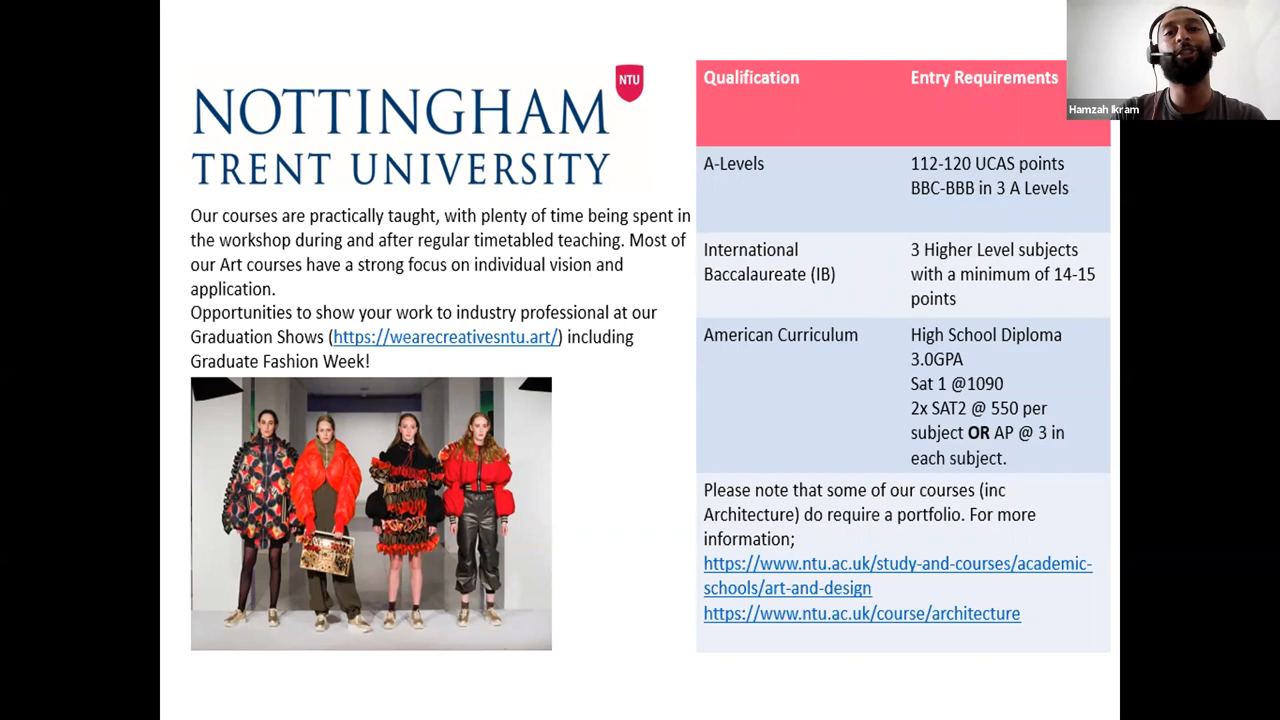 NTU
NOTTINGHAM
TRENT UNIVERSITY
Our courses are practically taught, with plenty of time being spent in
the workshop during and after regular timetabled teaching. Most of
our Art courses have a strong focus on individual vision and
application.
Opportunities to show your work to industry professional at our
Graduation Shows (https://wearecreativesntu.art/) including
Graduate Fashion Week!
Qualification Entry Requirements
A-Levels 112-120 UCAS points
BBC-BBB in 3 A Levels
International 3 Higher Level subjects
Baccalaureate (IB) with a minimum of 14-15
points
American Curriculum High School Diploma
3.0GPA
Sat 1 @1090
2x SAT2 @ 550 per
subject OR AP @ 3 in
each subject.
Please note that some of our courses (inc
Architecture) do require a portfolio. For more
information;
https://www.ntu.ac.uk/study-and-courses/academic-
schools/art-and-design
https://www.ntu.ac.uk/course/architecture
Hamzah Ikram